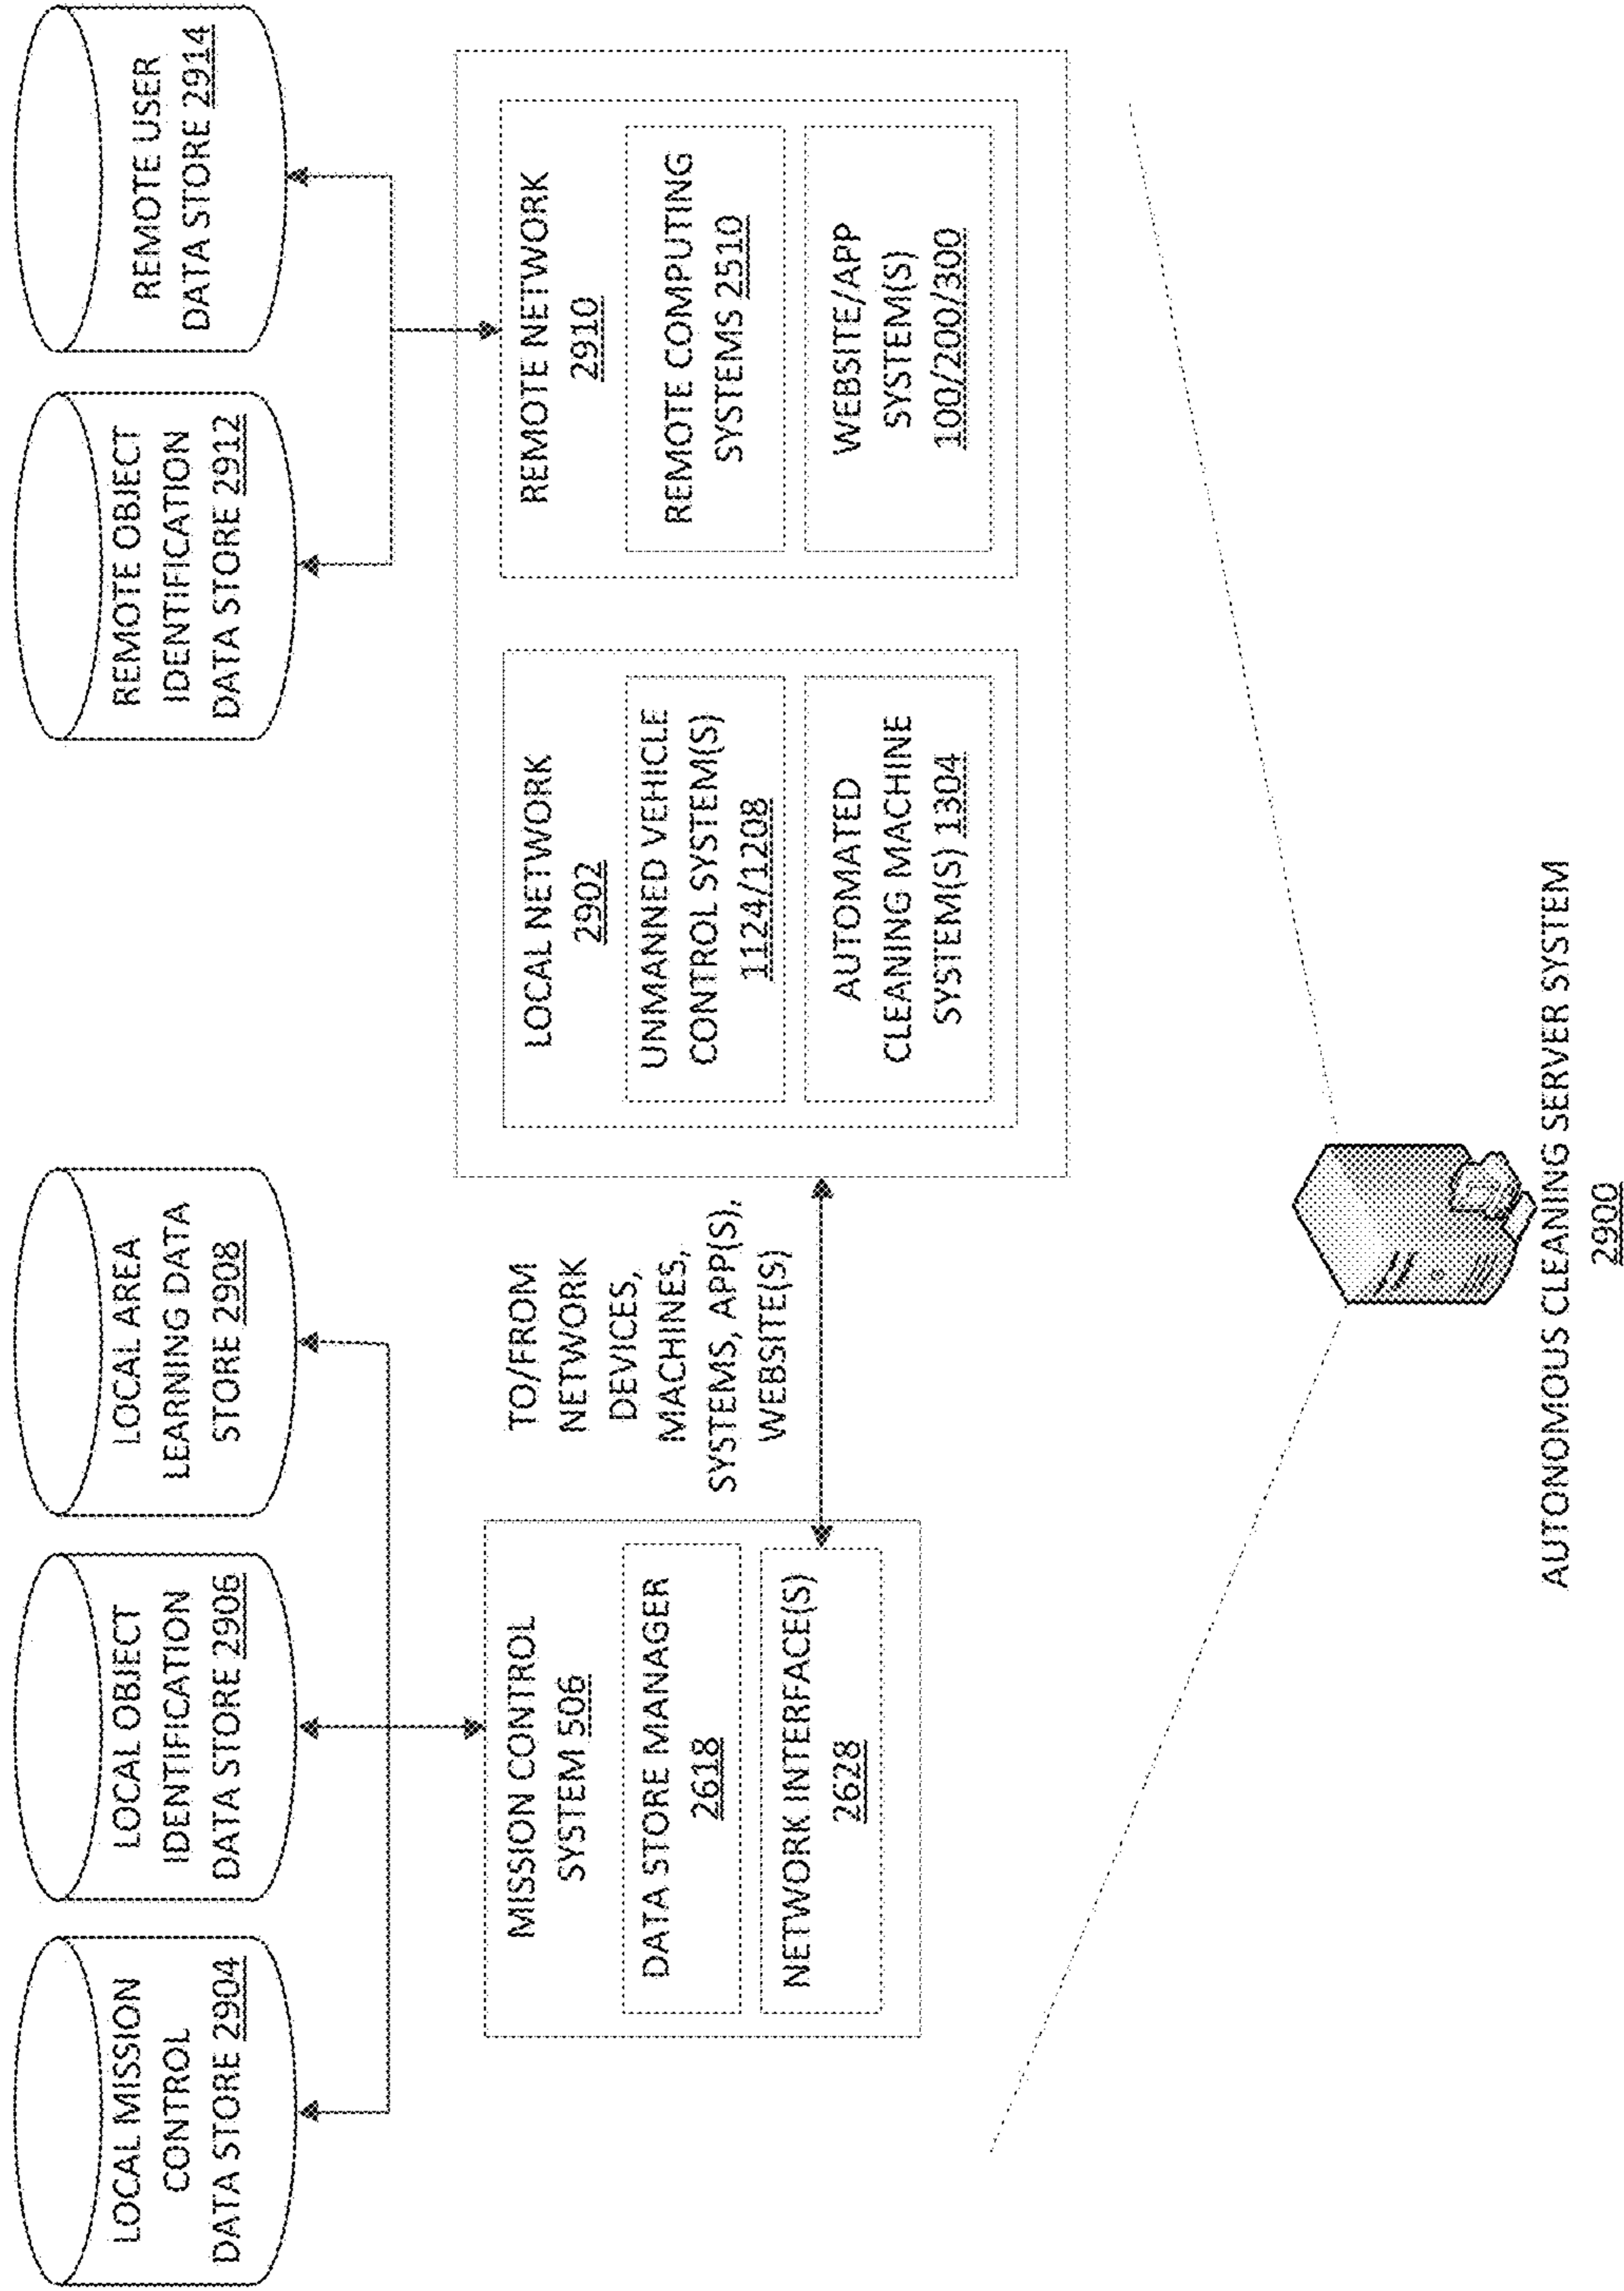 LOCAL MISSION
CONTROL
DATA STORE 2904
LOCAL OBJECT
IDENTIFICATION
DATA STORE 2906
LOCAL AREA
LEARNING DATA
STORE 2908
REMOTE OBJECT
IDENTIFICATION
DATA STORE 2912
REMOTE USER
DATA STORE 2914
MISSION CONTROL
SYSTEM 506
DATA STORE MANAGER
2618
NETWORK INTERFACE(S)
2628
TO/FROM
NETWORK
DEVICES,
MACHINES,
SYSTEMS, APP(S),
WEBSITE(S)
LOCAL NETWORK
2902
UNMANNED VEHICLE
CONTROL SYSTEM(S)
1124/1208
AUTOMATED
CLEANING MACHINE
SYSTEM(S) 1304
REMOTE NETWORK
2910
REMOTE COMPUTING
SYSTEMS 2510
WEBSITE/APP
SYSTEM(S)
100/200/300
AUTONOMOUS CLEANING SERVER SYSTEM
2900